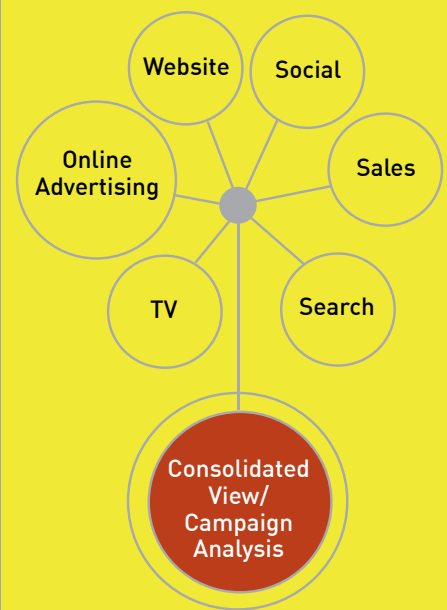 Website
Social
Online
Advertising
Sales
TV
Search
Consolidated
View/
Campaign
Analysis